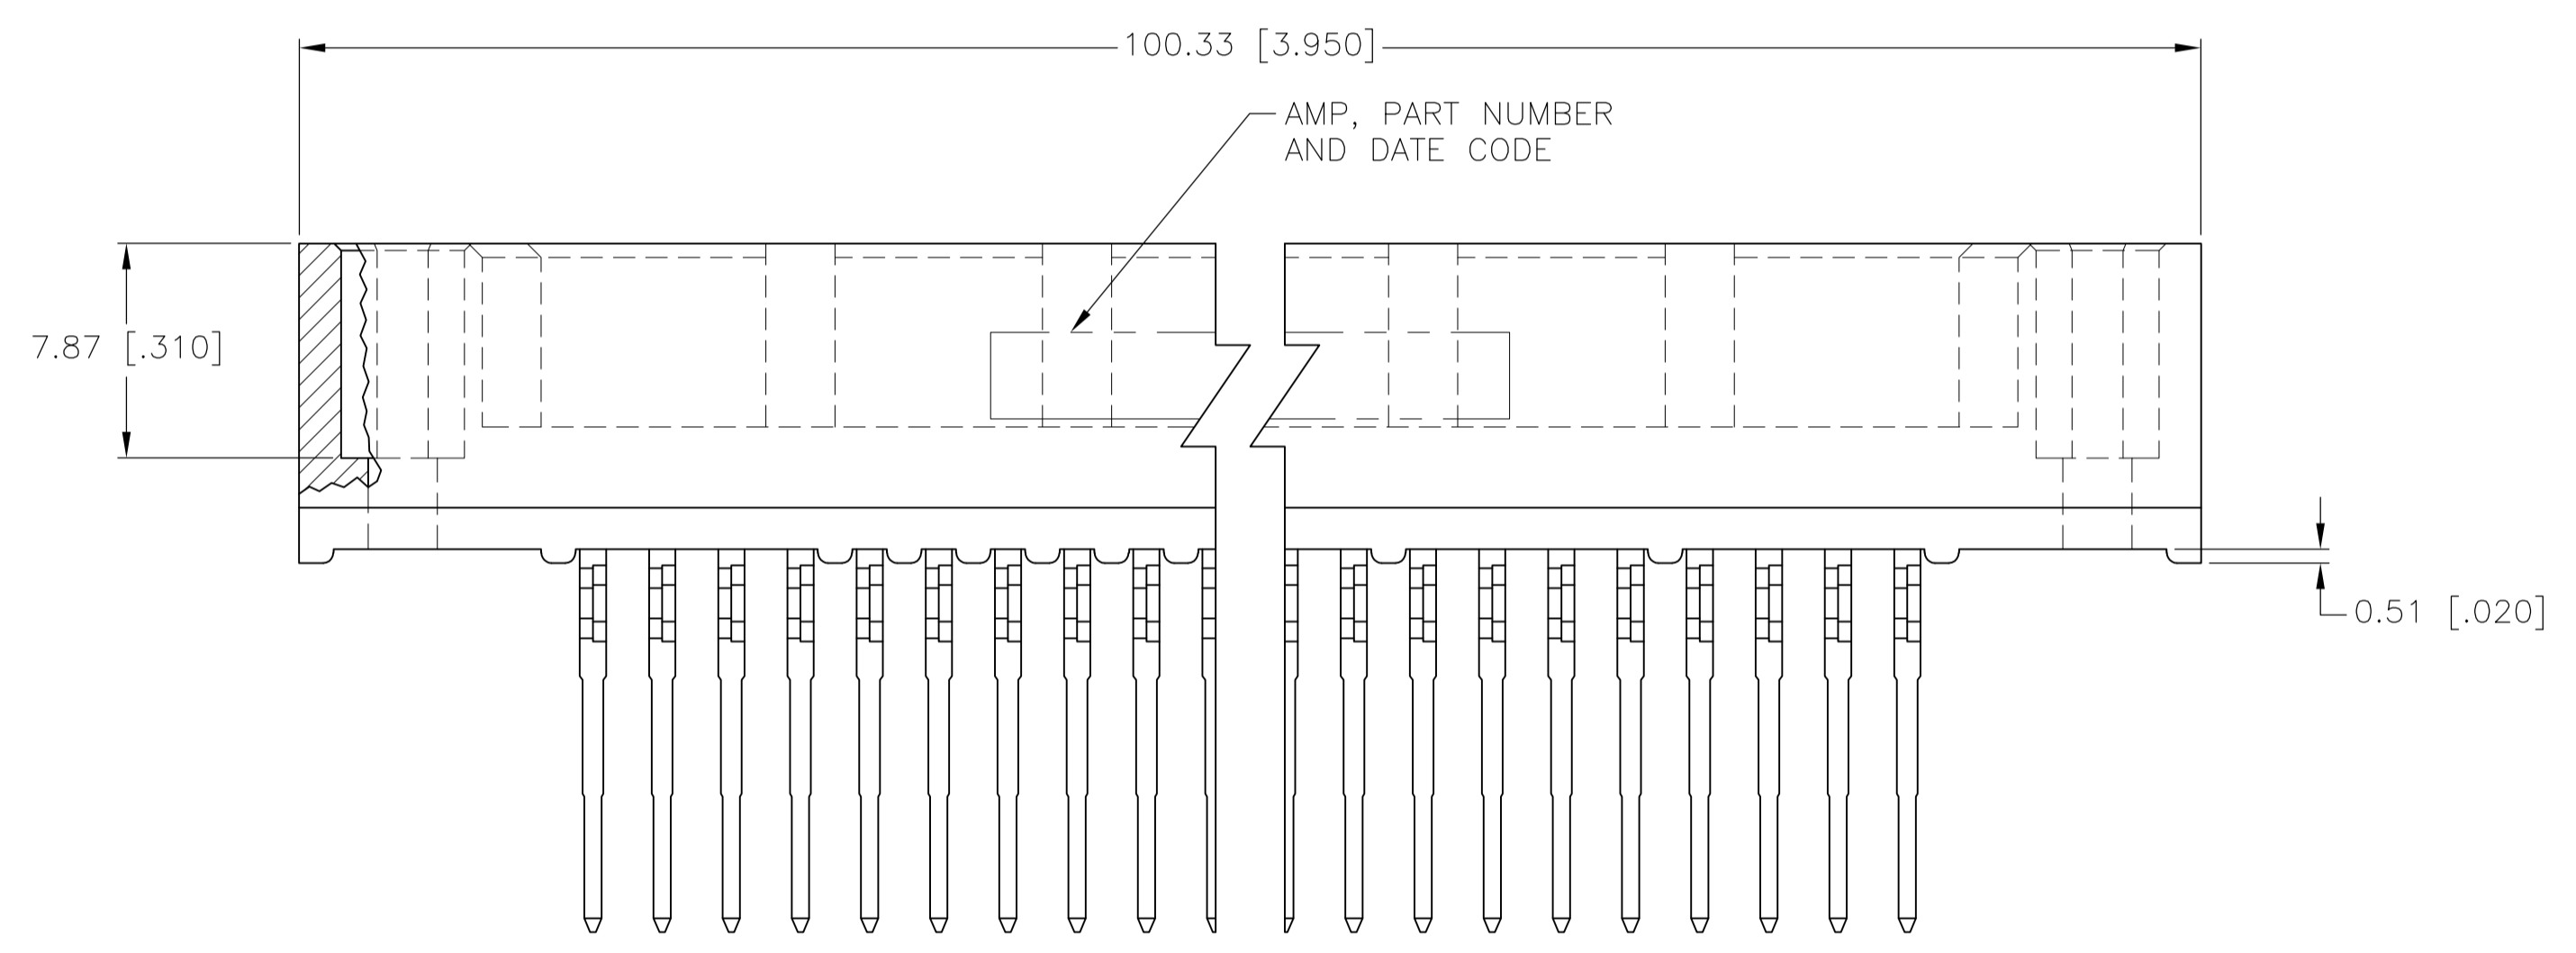 100.33 [3.950]
AMP, PART NUMBER
AND DATE CODE
7.87 [.310]
0.51 [.020]